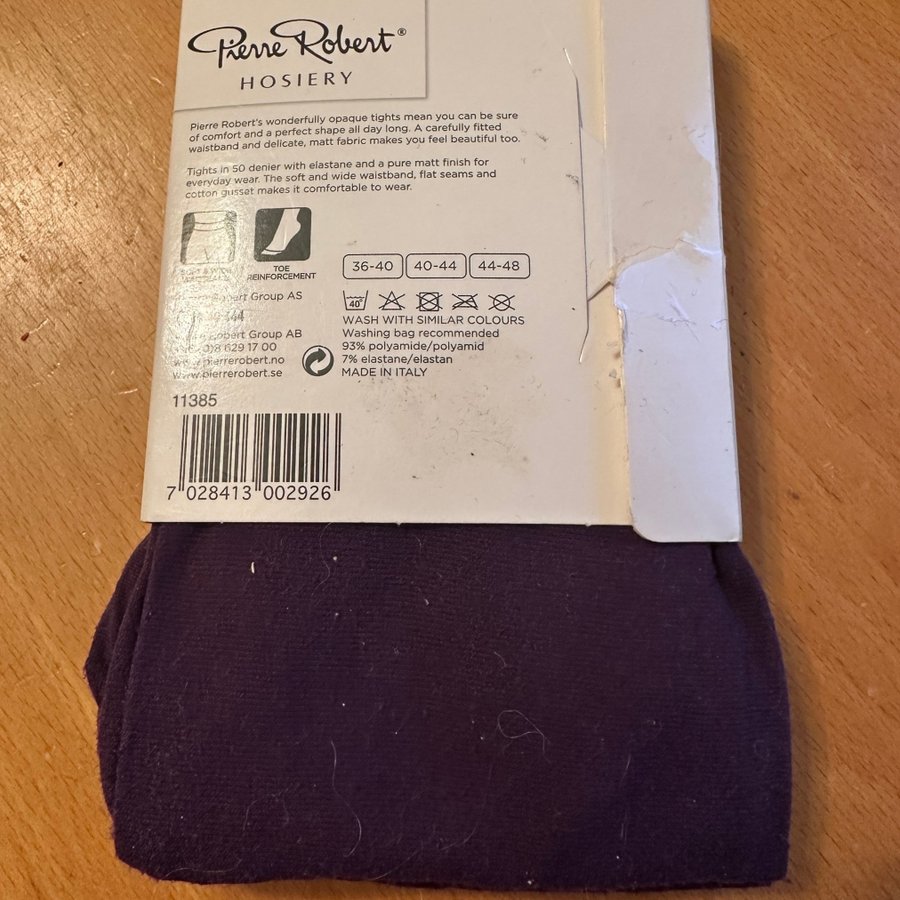 Pierre Robert®
HOSIERY
Pierre Robert's wonderfully opaque tights mean you can be sure
of comfort and a perfect shape all day long. A carefully fitted
waistband and delicate, matt fabric makes you feel beautiful too.
Tights in 50 denier with elastane and a pure matt finish for
everyday wear. The soft and wide waistband, flat seams and
cotton gusset makes it comfortable to wear.
TOE
REINFORCEMENT
36-40 40-44 44-48
40°
WASH WITH SIMILAR COLOURS
Washing bag recommended
93% polyamide/polyamid
7% elastane/elastan
MADE IN ITALY
Robert Group AS
Robert Group AB
8 629 17 00
www.pierrerobert.no
www.pierrerobert.se
11385
7 028413 002926